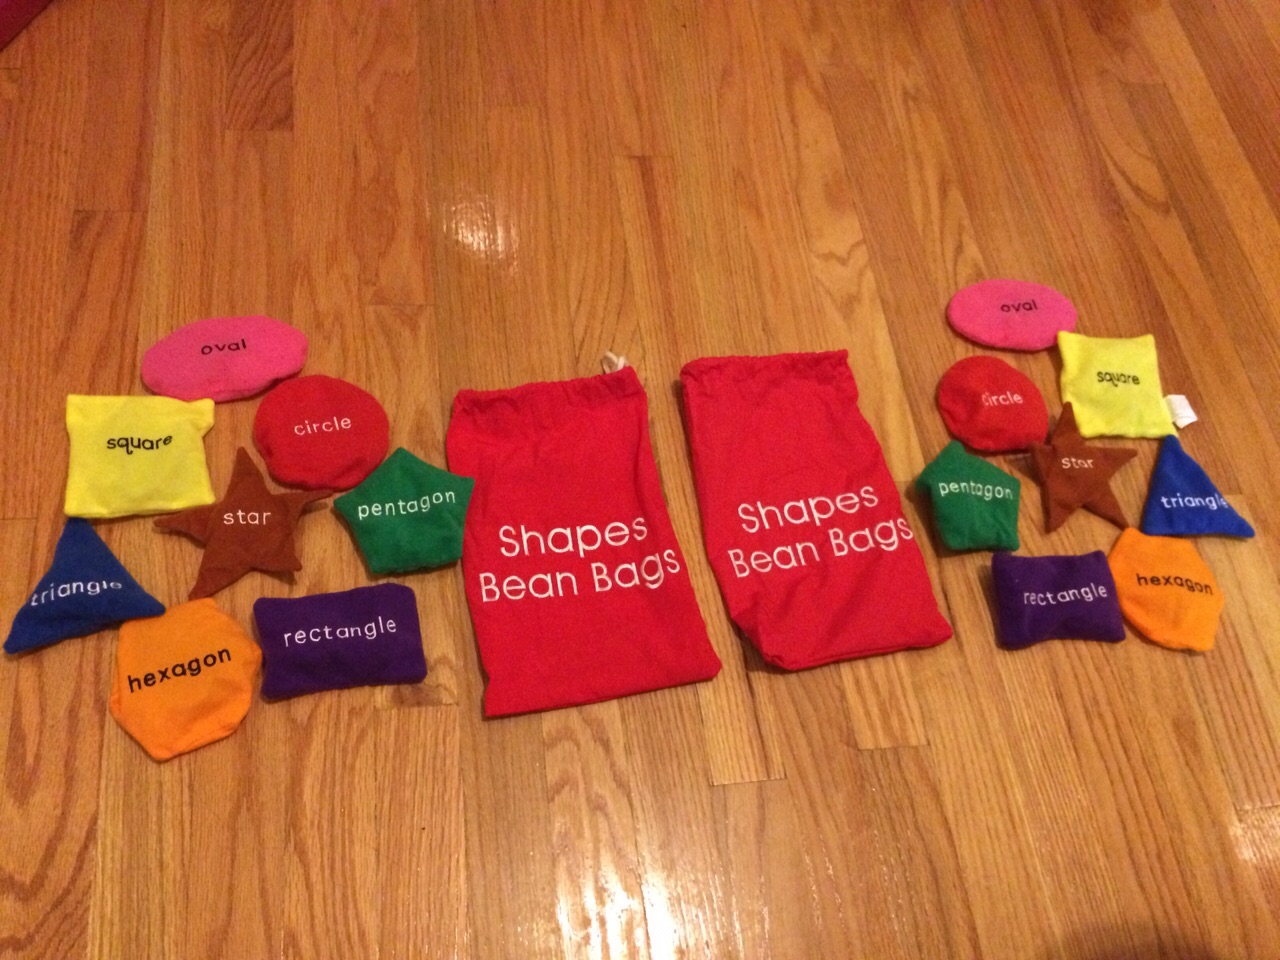 oval
square
circle
star
pentagon
triangle
hexagon
rectangle
Shapes
Bean Bags
Shapes
Bean Bags
oval
square
circle
star
pentagon
triangle
rectangle
hexagon